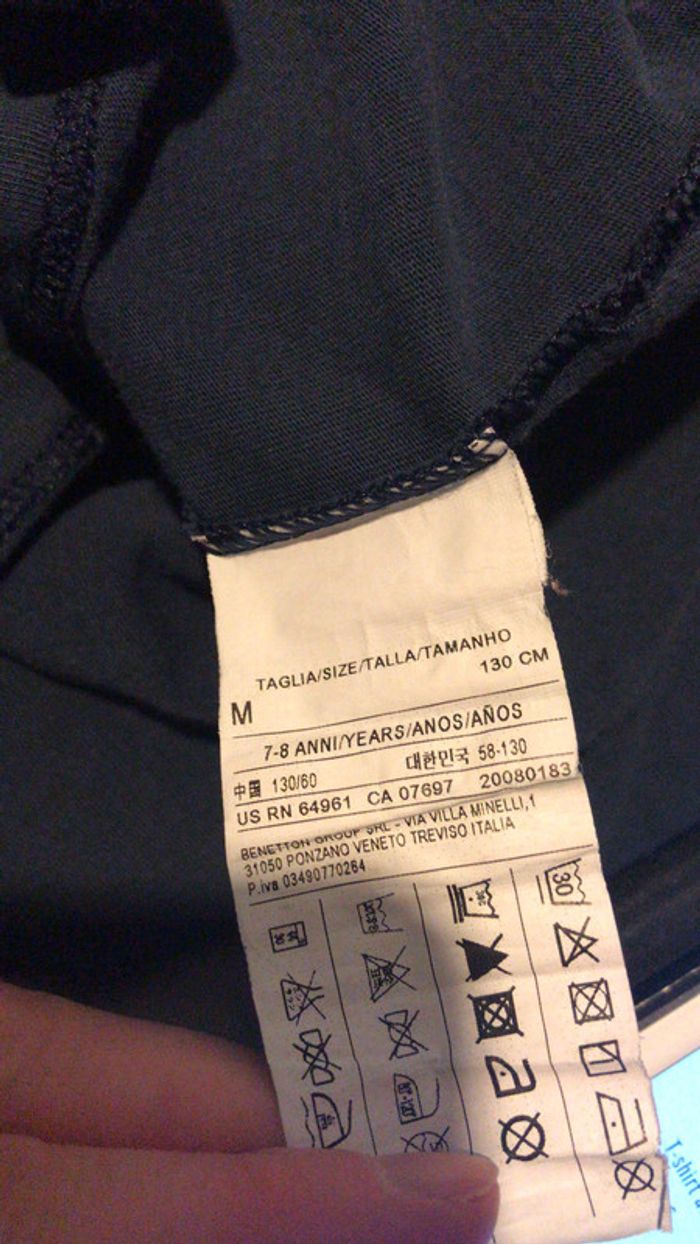 TAGLIA/SIZE/TALLA/TAMANHO
M 130 CM
7-8 ANNI/YEARS/ANOS/AÑOS
中国 130/60 대한민국 58-130
US RN 64961 CA 07697 20080183
BENETTON GROUP SRL - VIA VILLA MINELLI,1
31050 PONZANO VENETO TREVISO ITALIA
P.iva 03490770264
30
T-shirt